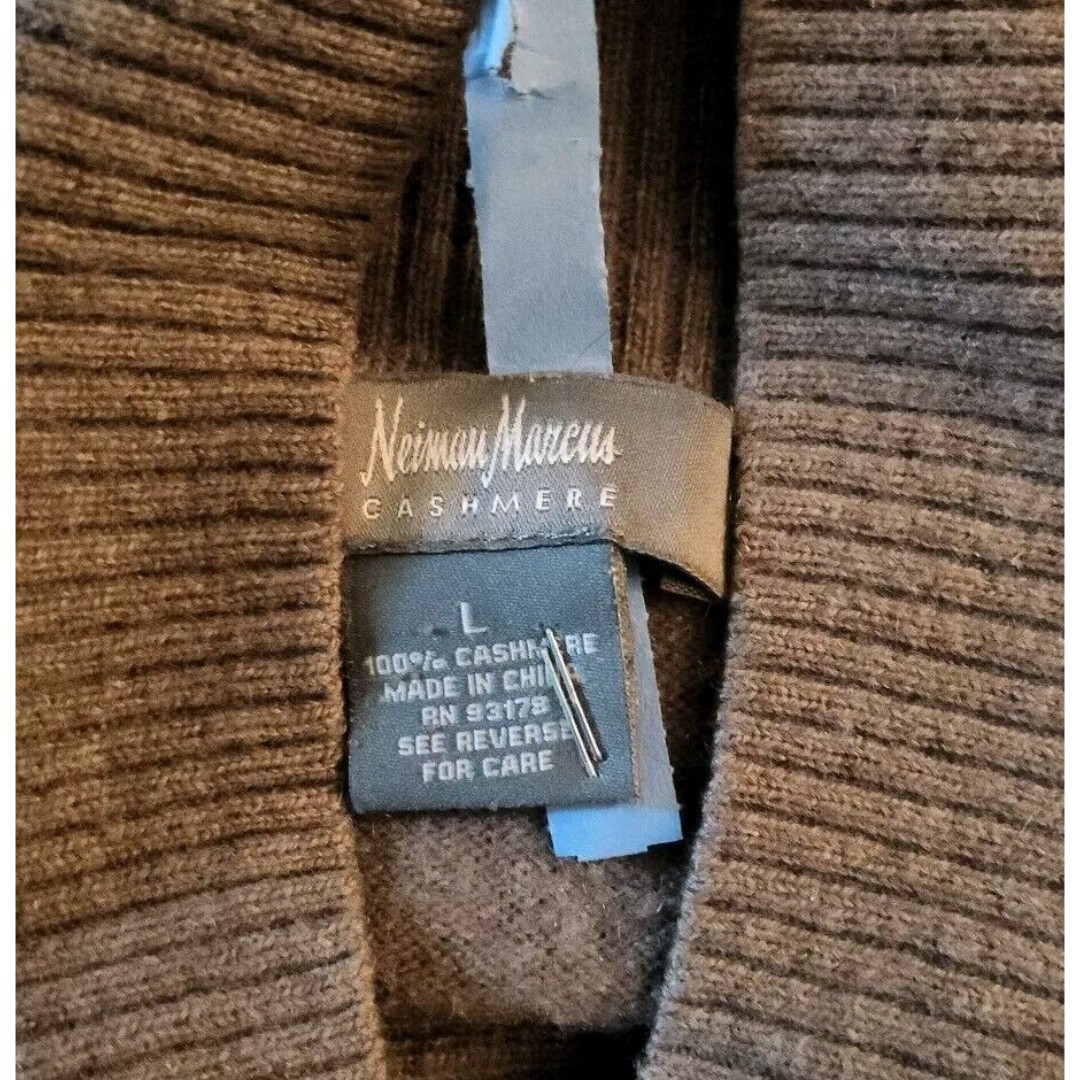 Neiman Marcus
CASHMERE
L
100% CASHMERE
MADE IN CHINA
RN 93178
SEE REVERSE
FOR CARE